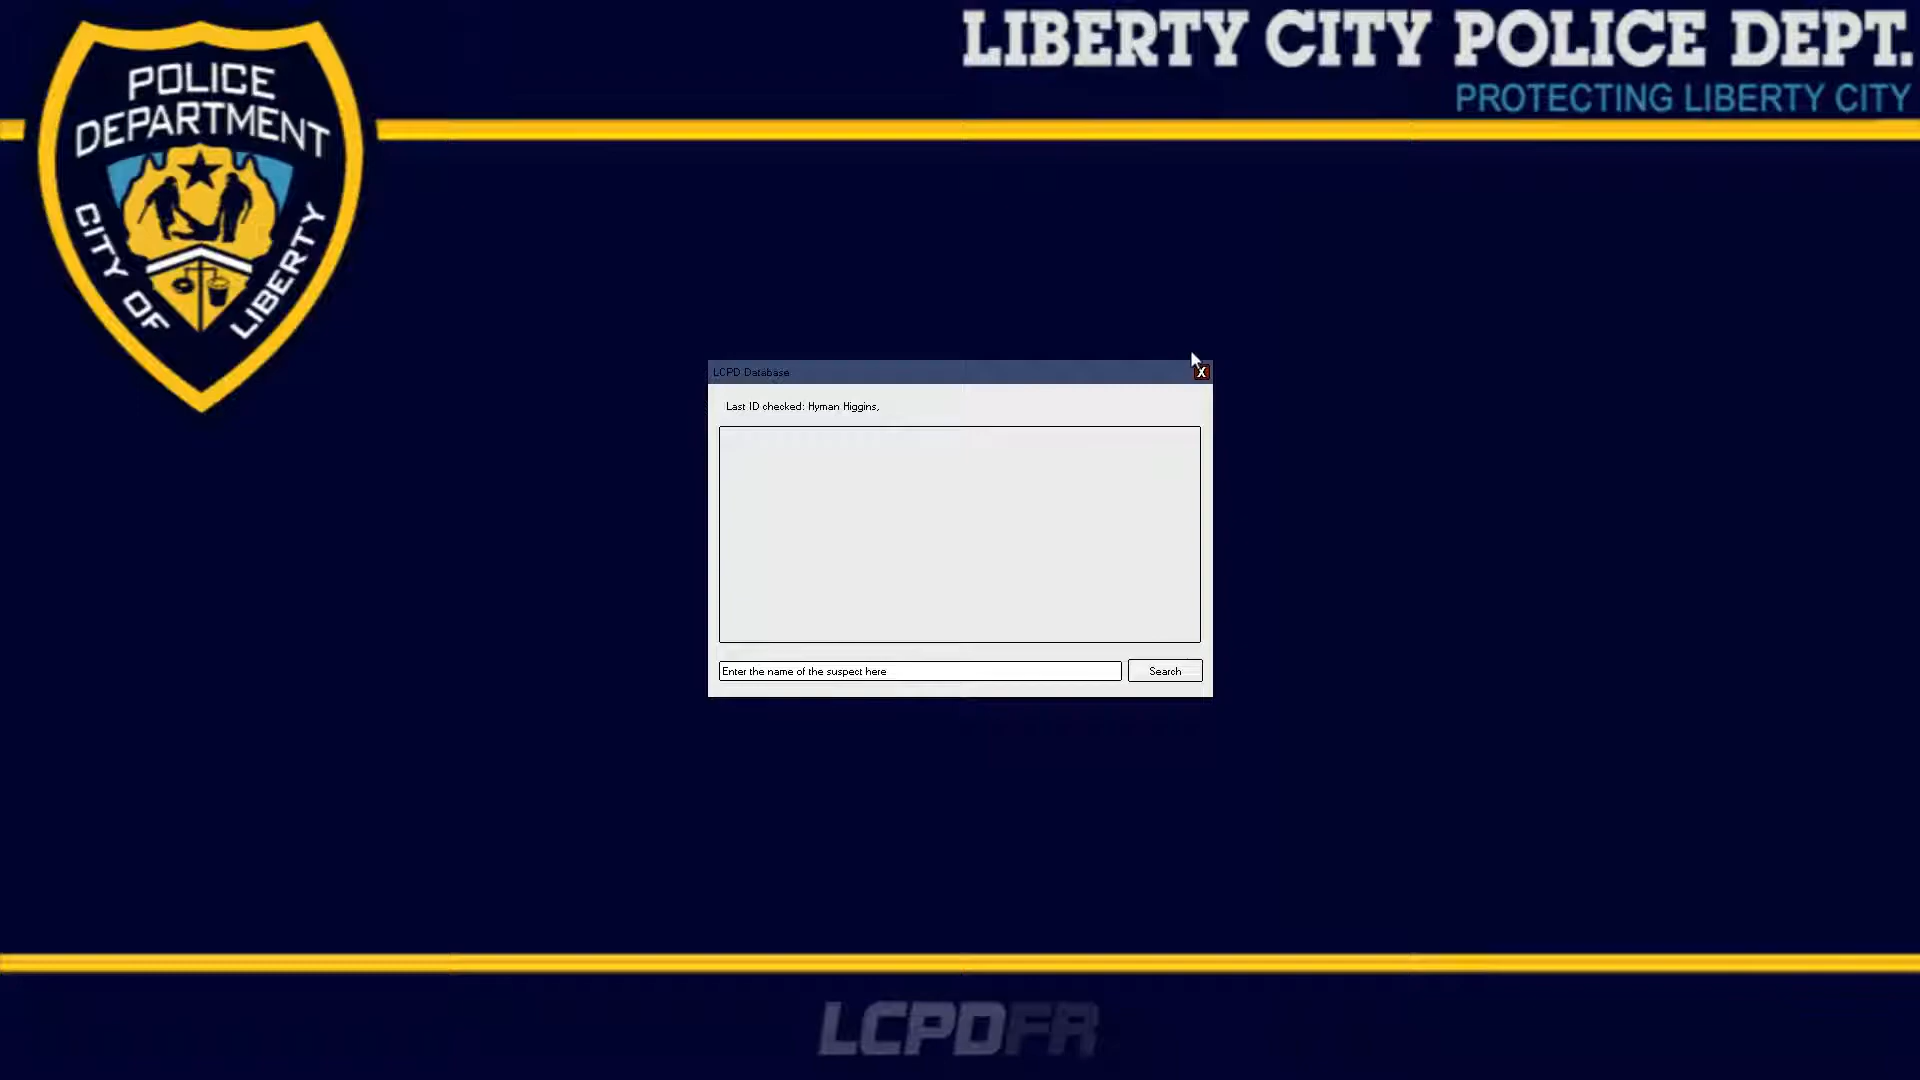 POLICE
DEPARTMENT
CITY OF LIBERTY
LIBERTY CITY POLICE DEPT.
PROTECTING LIBERTY CITY
LCPD Database
X
Last ID checked: Hyman Higgins,
Enter the name of the suspect here
Search
LCPDFR